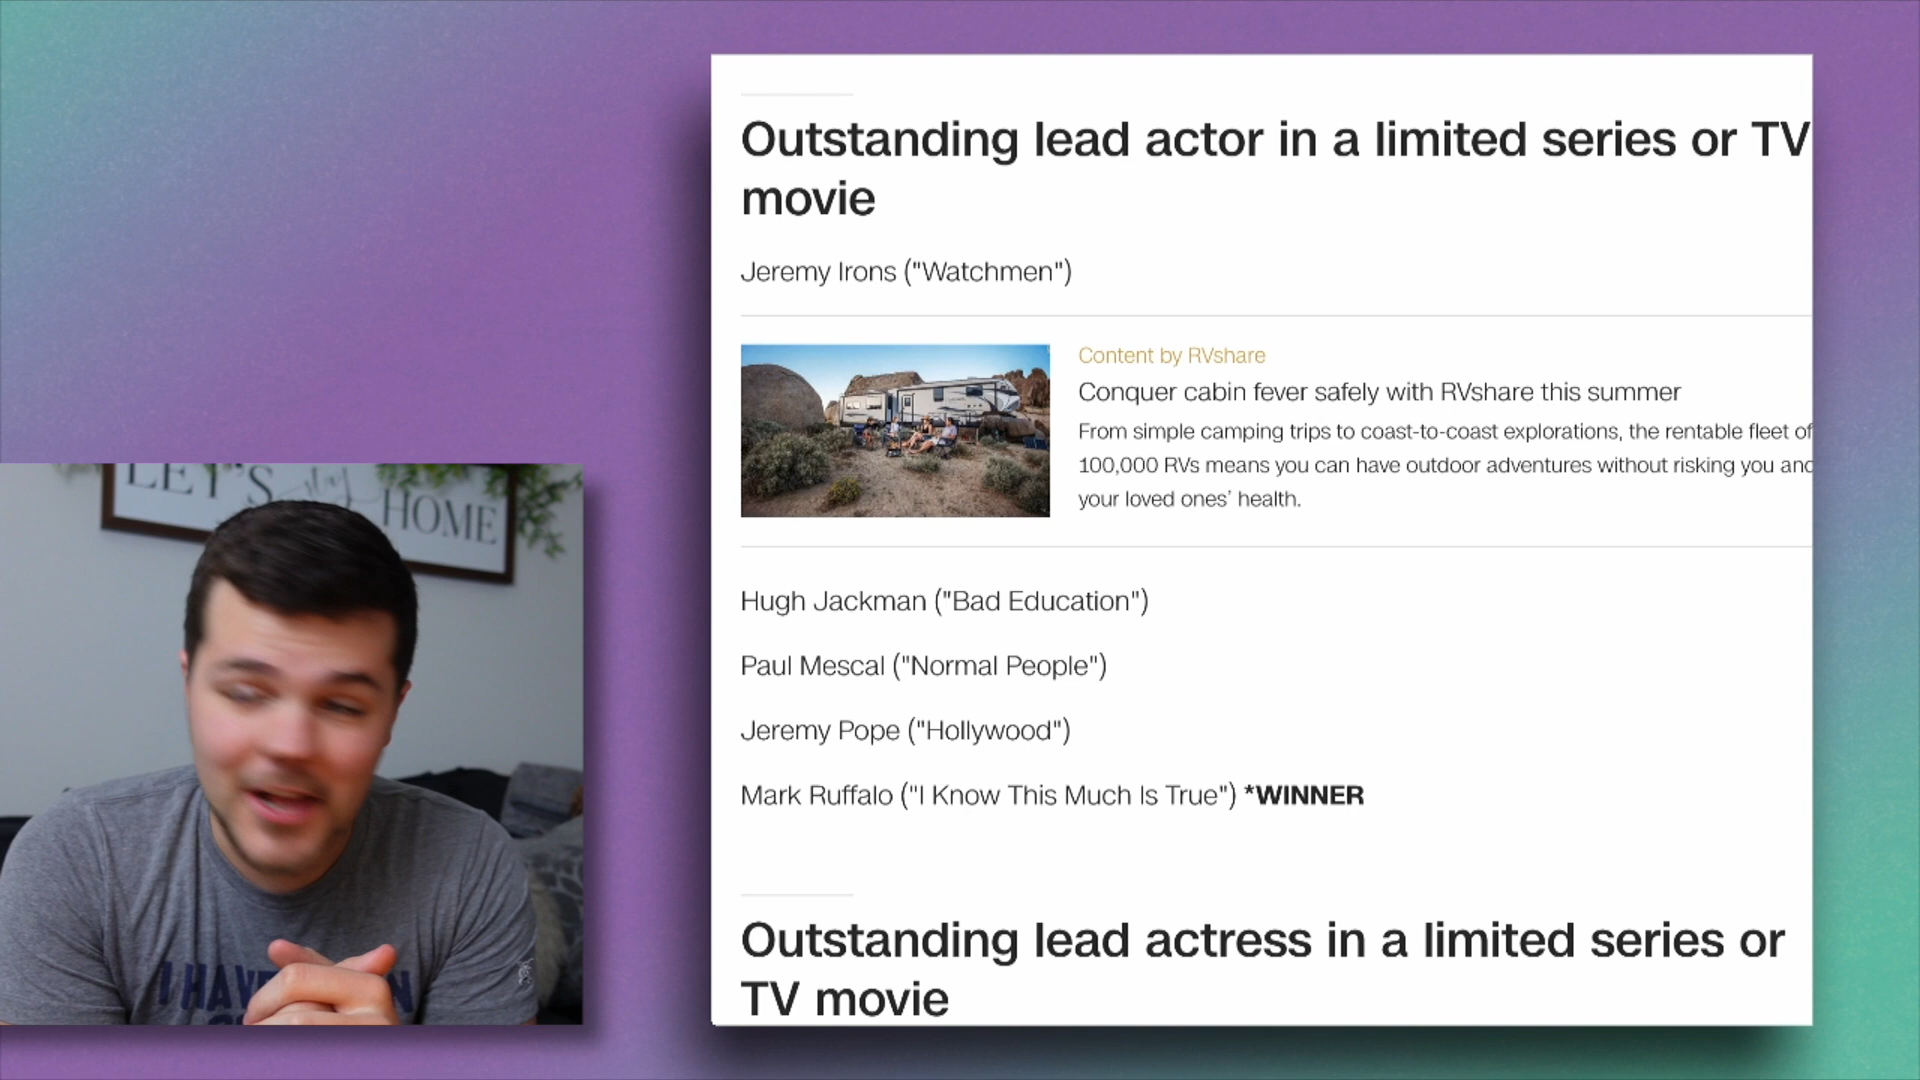 Outstanding lead actor in a limited series or TV
movie
Jeremy Irons ("Watchmen")
Content by RVshare
Conquer cabin fever safely with RVshare this summer
From simple camping trips to coast-to-coast explorations, the rentable fleet of
100,000 RVs means you can have outdoor adventures without risking you and
your loved ones' health.
Hugh Jackman ("Bad Education")
Paul Mescal ("Normal People")
Jeremy Pope ("Hollywood")
Mark Ruffalo ("I Know This Much Is True") *WINNER
Outstanding lead actress in a limited series or
TV movie
LET'S stay
HOME
I HAVE